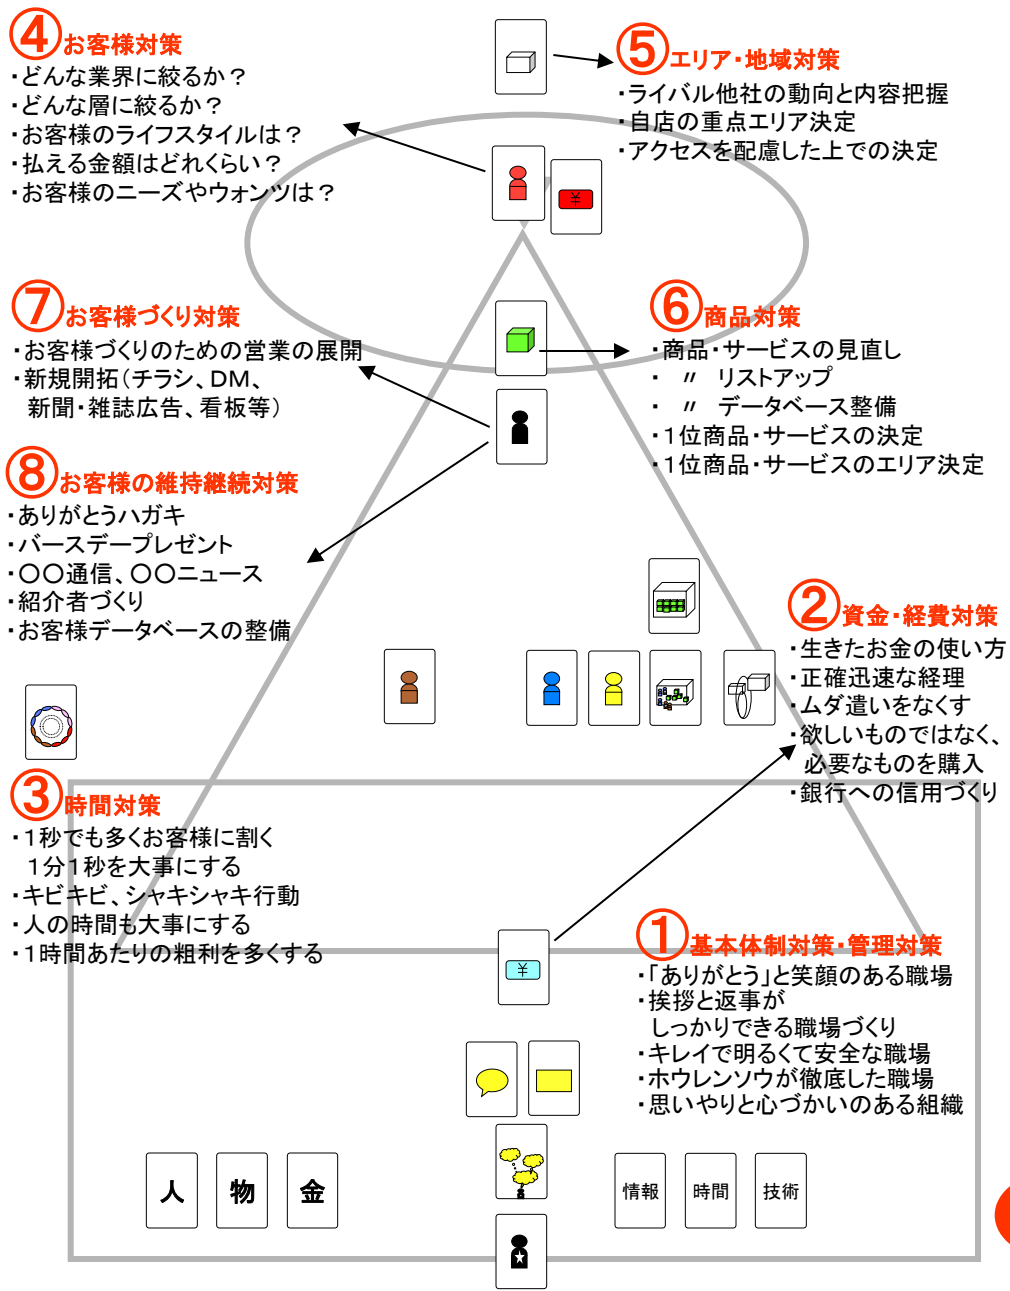 ④お客様対策
・どんな業界に絞るか？
・どんな層に絞るか？
・お客様のライフスタイルは？
・払える金額はどれくらい？
・お客様のニーズやウォンツは？
⑤エリア・地域対策
・ライバル他社の動向と内容把握
・自店の重点エリア決定
・アクセスを配慮した上での決定
¥
⑦お客様づくり対策
・お客様づくりのための営業の展開
・新規開拓（チラシ、DM、
新聞・雑誌広告、看板等）
⑥商品対策
・商品・サービスの見直し
・ 〃 リストアップ
・ 〃 データベース整備
・1位商品・サービスの決定
・1位商品・サービスのエリア決定
⑧お客様の維持継続対策
・ありがとうハガキ
・バースデープレゼント
・〇〇通信、〇〇ニュース
・紹介者づくり
・お客様データベースの整備
②資金・経費対策
・生きたお金の使い方
・正確迅速な経理
・ムダ遣いをなくす
・欲しいものではなく、
必要なものを購入
・銀行への信用づくり
③時間対策
・1秒でも多くお客様に割く
1分1秒を大事にする
・キビキビ、シャキシャキ行動
・人の時間も大事にする
・1時間あたりの粗利を多くする
¥
①基本体制対策・管理対策
・「ありがとう」と笑顔のある職場
・挨拶と返事が
しっかりできる職場づくり
・キレイで明るくて安全な職場
・ホウレンソウが徹底した職場
・思いやりと心づかいのある組織
人 物 金 情報 時間 技術